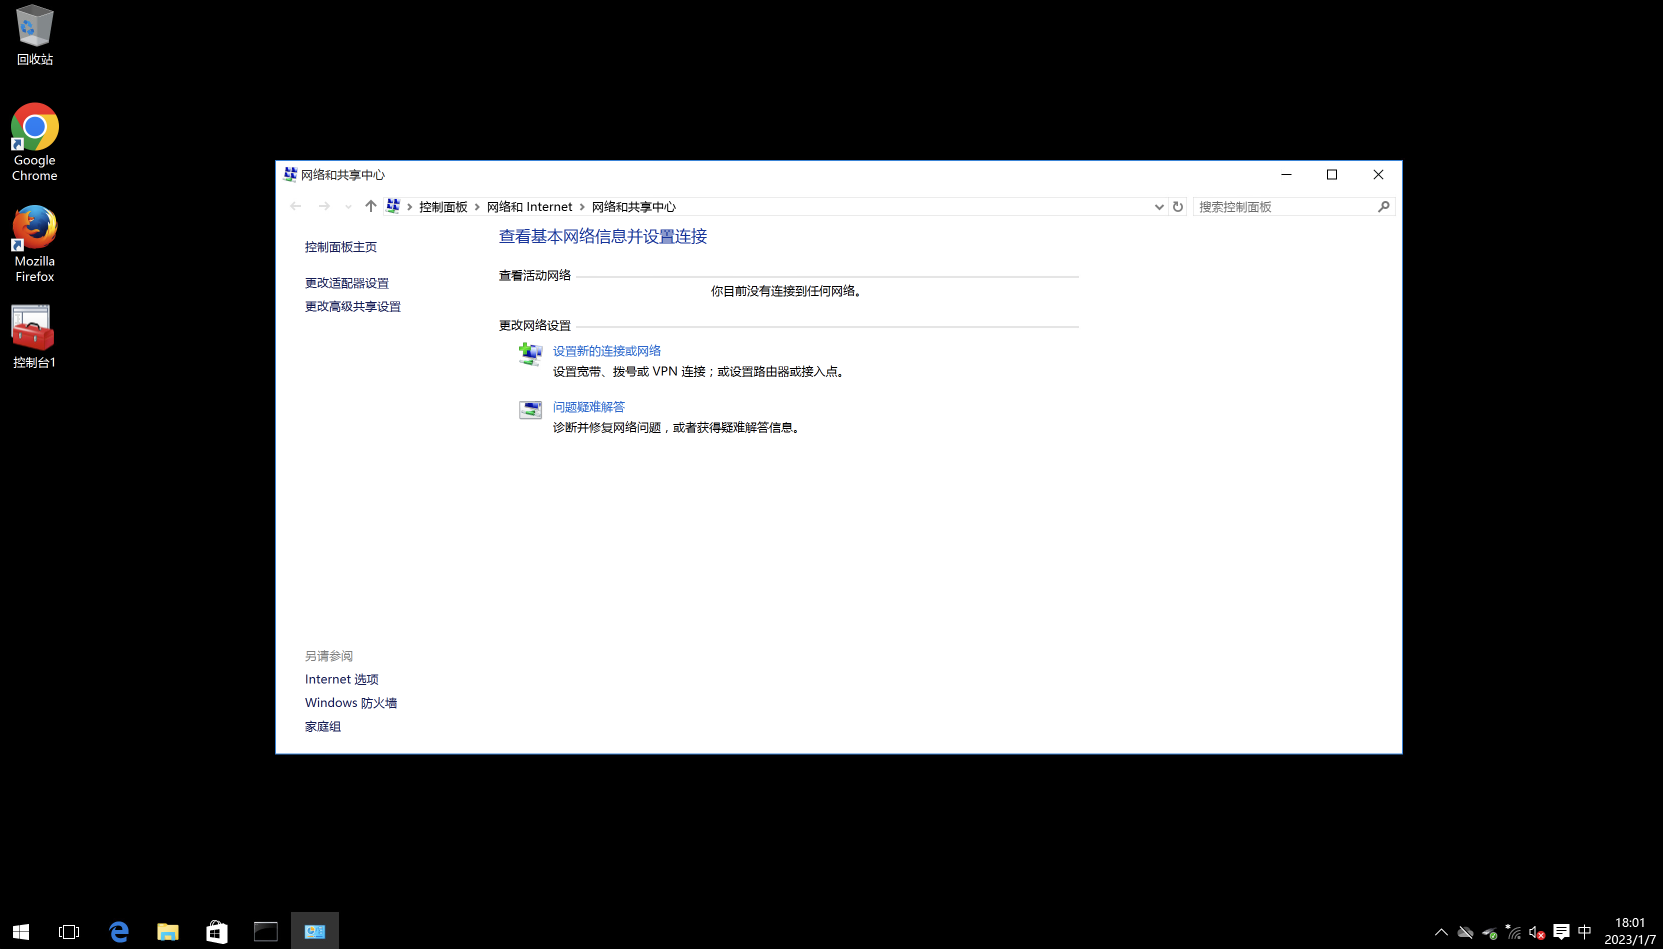 回收站
Google
Chrome
Mozilla
Firefox
控制台1
网络和共享中心
控制面板 网络和 Internet 网络和共享中心
搜索控制面板
控制面板主页
更改适配器设置
更改高级共享设置
查看基本网络信息并设置连接
查看活动网络
你目前没有连接到任何网络。
更改网络设置
设置新的连接或网络
设置宽带、拨号或 VPN 连接；或设置路由器或接入点。
问题疑难解答
诊断并修复网络问题，或者获得疑难解答信息。
另请参阅
Internet 选项
Windows 防火墙
家庭组
中
18:01
2023/1/7